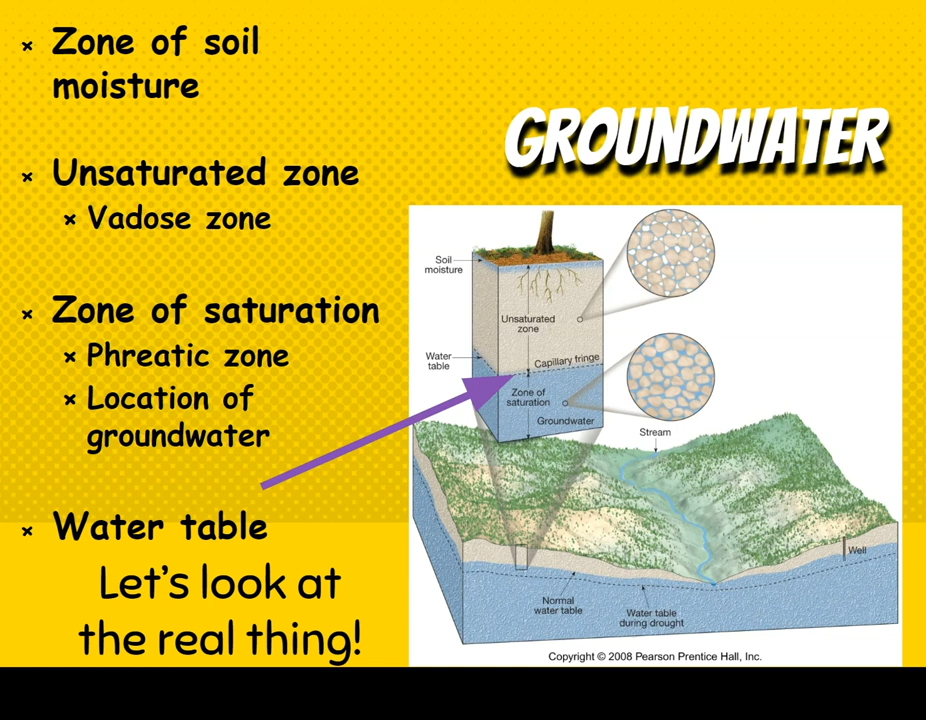 × Zone of soil
moisture
× Unsaturated zone
× Vadose zone
× Zone of saturation
× Phreatic zone
× Location of
groundwater
× Water table
Let's look at
the real thing!
GROUNDWATER
Soil
moisture
Unsaturated
zone
Water
table
Capillary fringe
Zone of
saturation
Groundwater
Stream
Well
Normal
water table
Water table
during drought
Copyright © 2008 Pearson Prentice Hall, Inc.